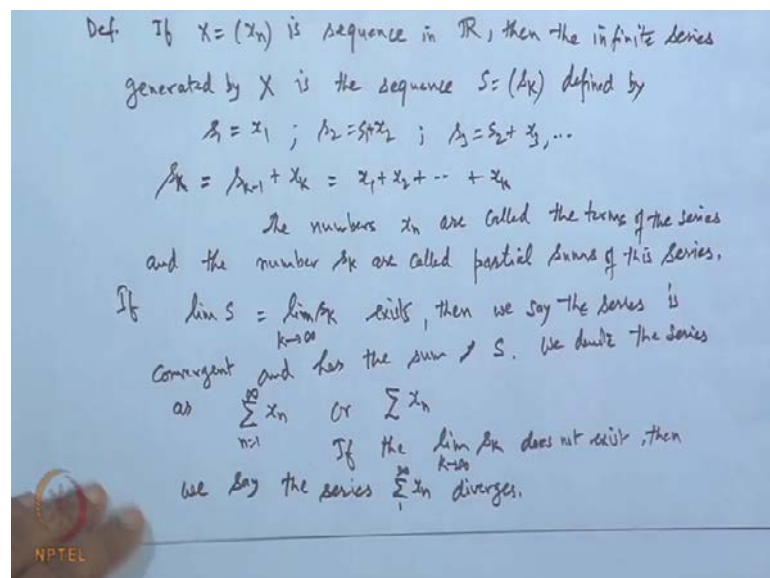 Def. If X = (xn) is sequence in ℝ, then the infinite series
generated by X is the sequence S = (sk) defined by
s1 = x1 ; s2 = s1+x2 ; s3 = s2 + x3, ...
sk = sk-1 + xk = x1 + x2 + -- + xk
The numbers xn are called the terms of the series
and the number sk are called partial sums of this series.
If lim S = lim sk exists, then we say the series is
k→∞
convergent and has the sum S. We denote the series
as ∞∑n=1 xn or ∑ xn
If the lim sk does not exist, then
k→∞
we say the series ∞∑1 xn diverges.
NPTEL